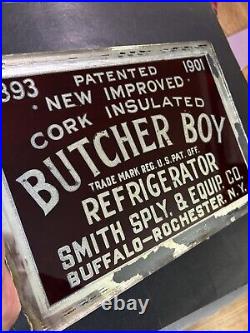 893 PATENTED 1901
"NEW IMPROVED"
CORK INSULATED
BUTCHER BOY
TRADE MARK REG. U.S. PAT. OFF.
REFRIGERATOR
SMITH SPLY. & EQUIP. CO.
BUFFALO-ROCHESTER, N.Y.